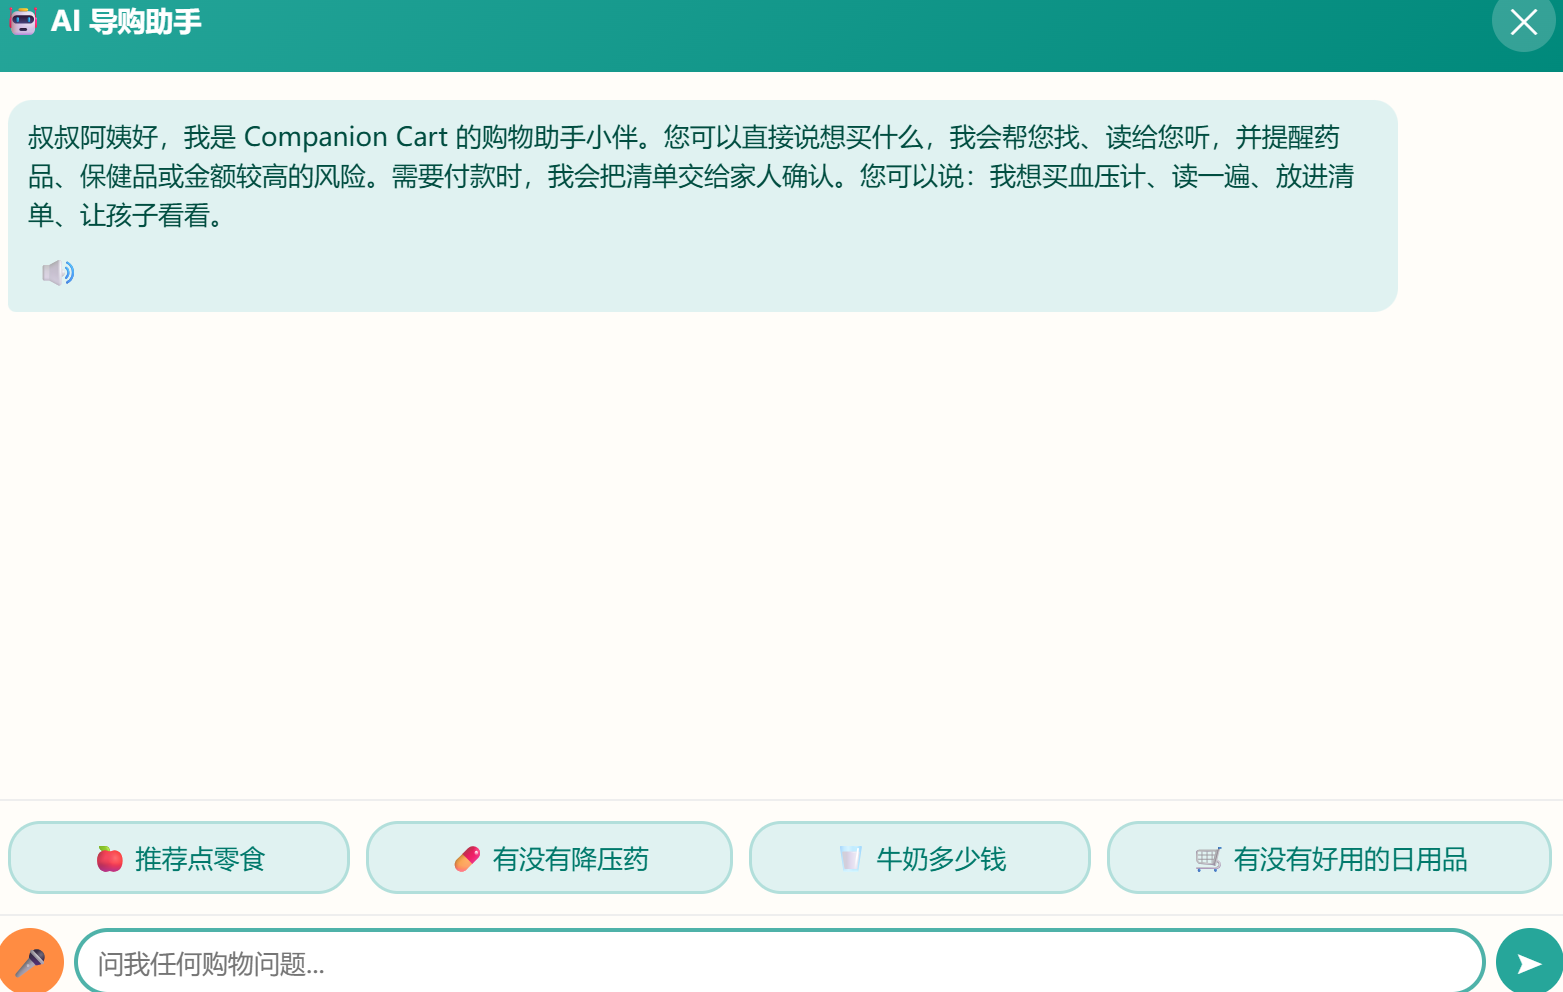 AI 导购助手
叔叔阿姨好，我是 Companion Cart 的购物助手小伴。您可以直接说想买什么，我会帮您找、读给您听，并提醒药
品、保健品或金额较高的风险。需要付款时，我会把清单交给家人确认。您可以说：我想买血压计、读一遍、放进清
单、让孩子看看。
推荐点零食
有没有降压药
牛奶多少钱
有没有好用的日用品
问我任何购物问题...